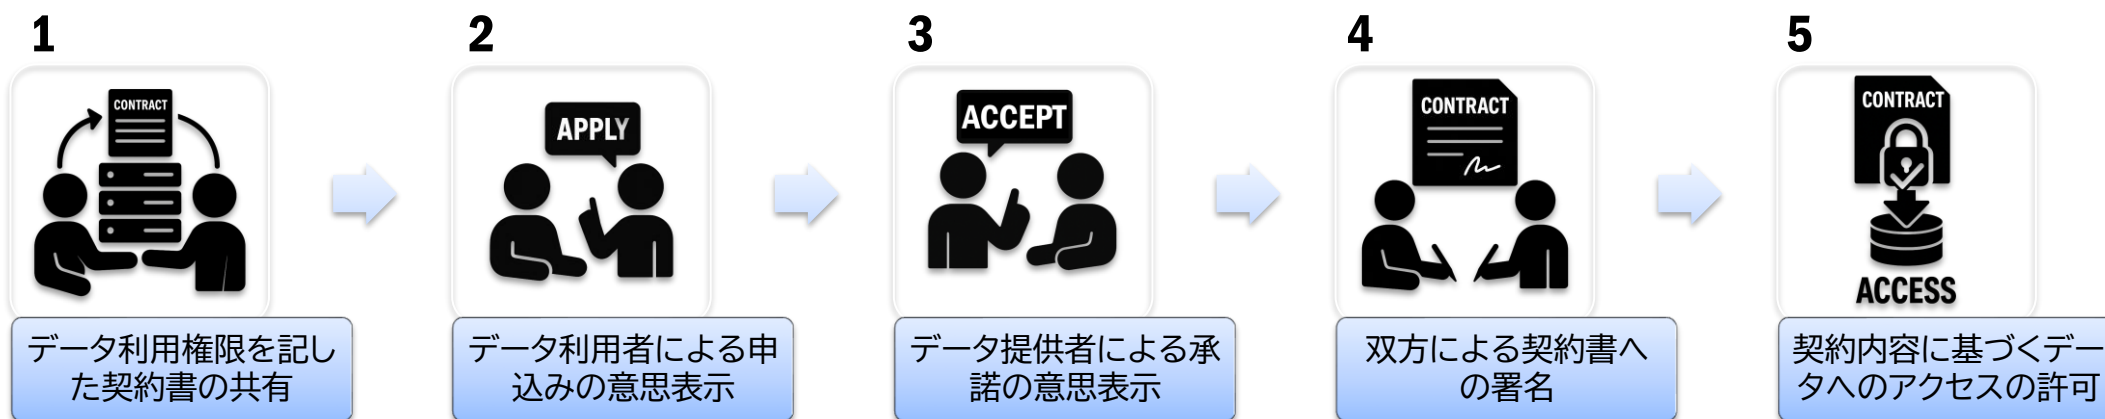 1
CONTRACT
データ利用権限を記し
た契約書の共有
2
APPLY
データ利用者による申
込みの意思表示
3
ACCEPT
データ提供者による承
諾の意思表示
4
CONTRACT
双方による契約書へ
の署名
5
CONTRACT
ACCESS
契約内容に基づくデー
タへのアクセスの許可